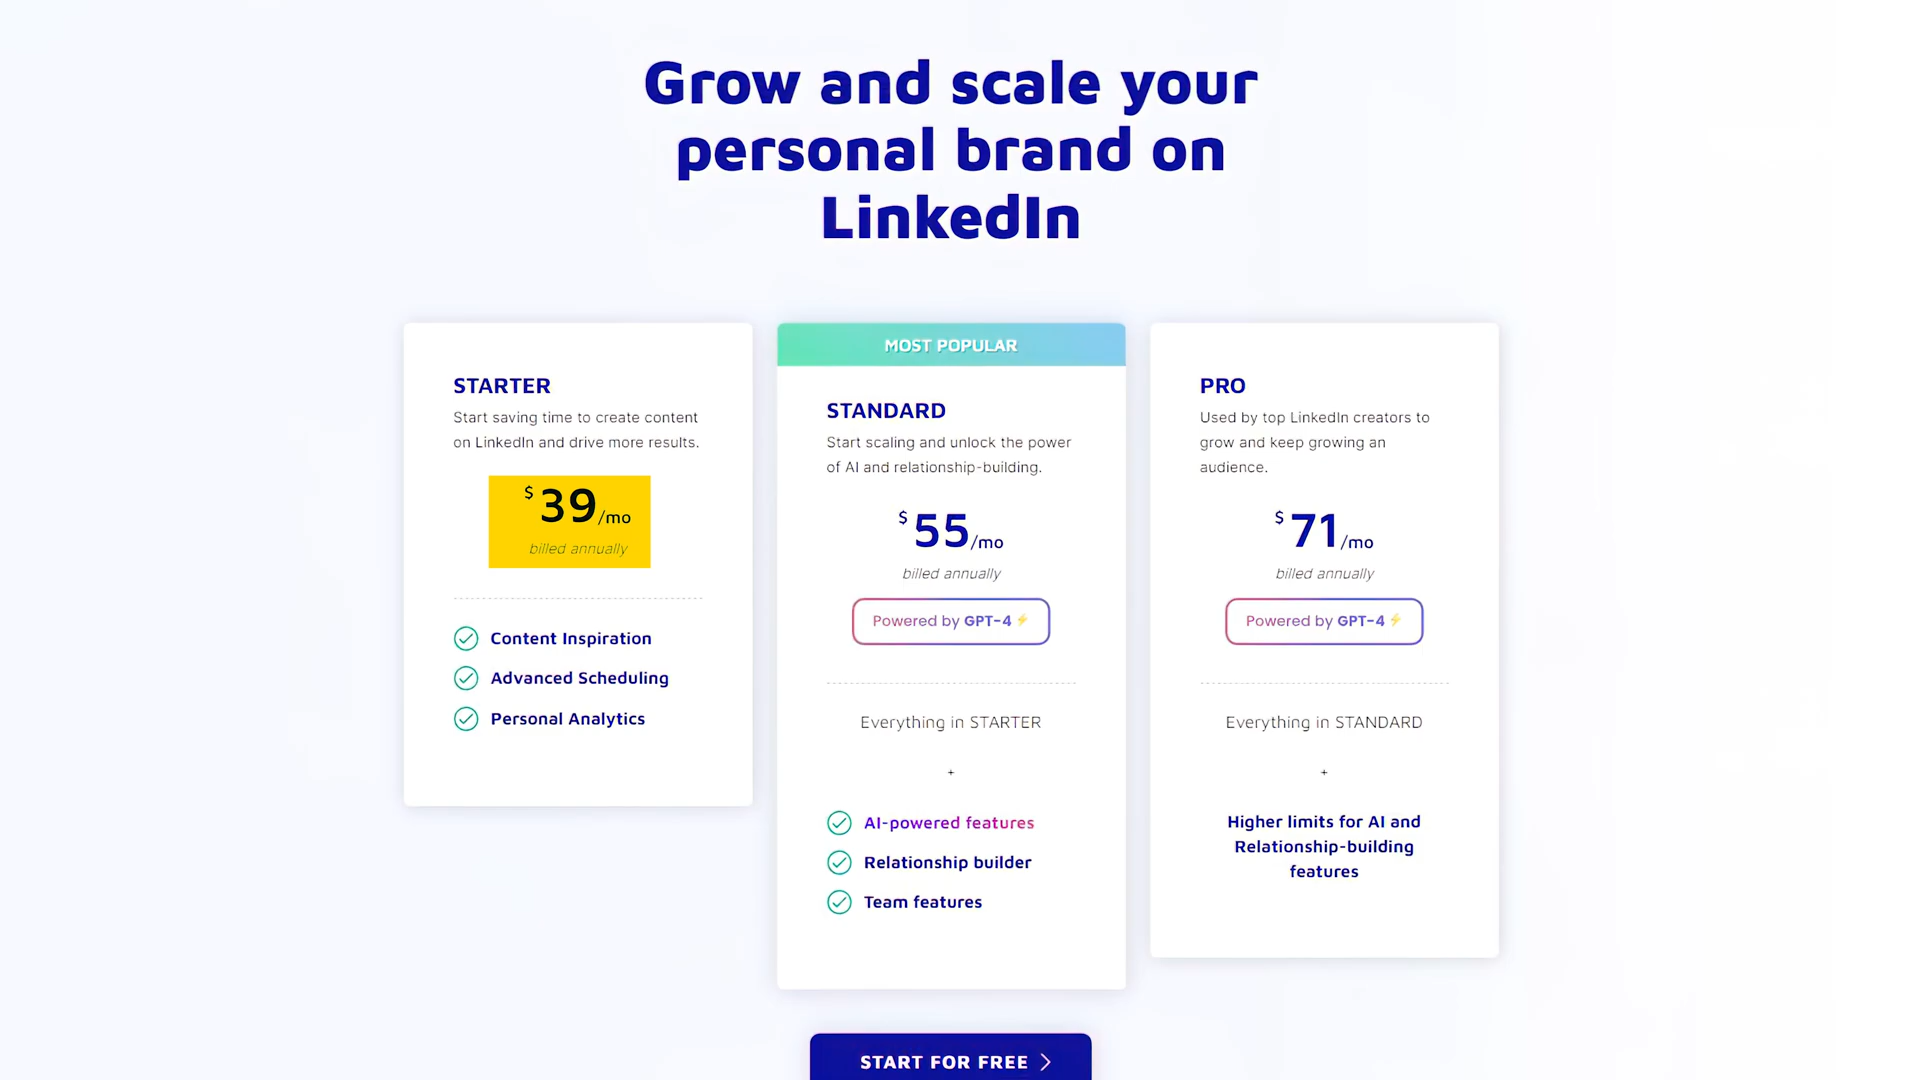 Grow and scale your
personal brand on
LinkedIn
STARTER
Start saving time to create content
on LinkedIn and drive more results.
$39/mo
billed annually
Content Inspiration
Advanced Scheduling
Personal Analytics
MOST POPULAR
STANDARD
Start scaling and unlock the power
of AI and relationship-building.
$55/mo
billed annually
Powered by GPT-4⚡
Everything in STARTER
+
AI-powered features
Relationship builder
Team features
PRO
Used by top LinkedIn creators to
grow and keep growing an
audience.
$71/mo
billed annually
Powered by GPT-4⚡
Everything in STANDARD
+
Higher limits for AI and
Relationship-building
features
START FOR FREE >